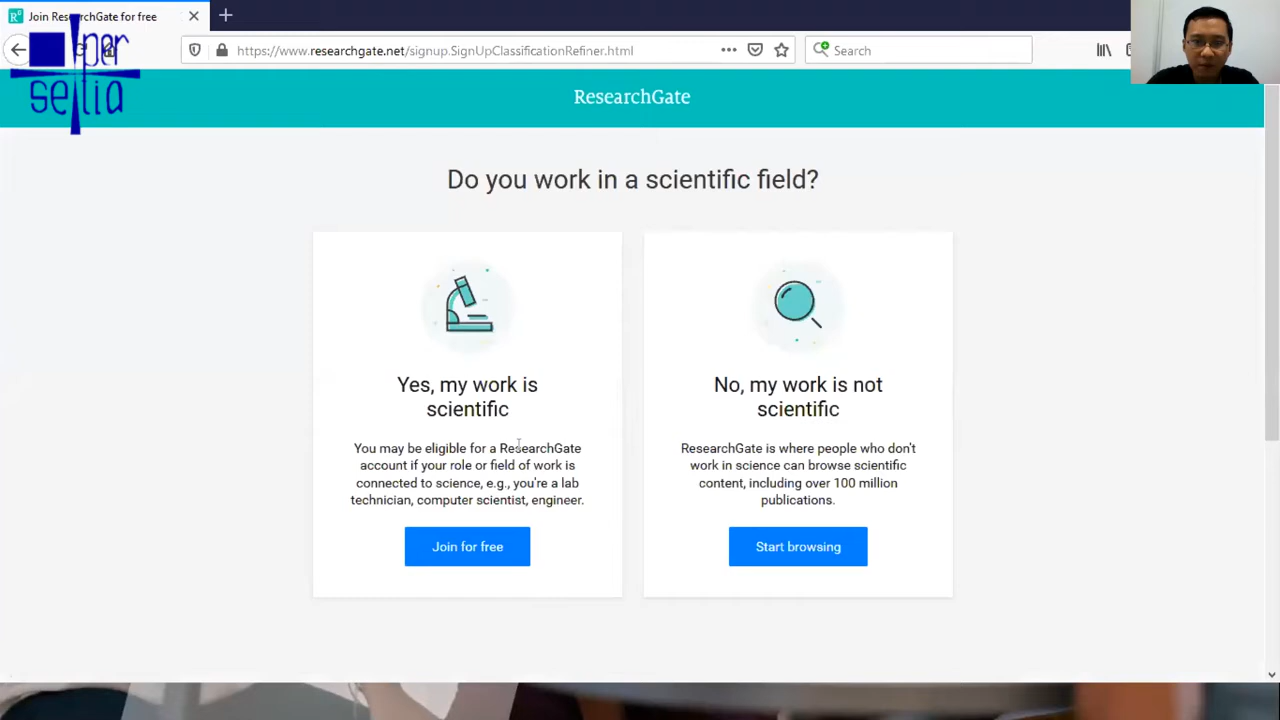 Join ResearchGate for free
https://www.researchgate.net/signup.SignUpClassificationRefiner.html
Search
ResearchGate
Do you work in a scientific field?
Yes, my work is
scientific
You may be eligible for a ResearchGate
account if your role or field of work is
connected to science, e.g., you're a lab
technician, computer scientist, engineer.
Join for free
No, my work is not
scientific
ResearchGate is where people who don't
work in science can browse scientific
content, including over 100 million
publications.
Start browsing